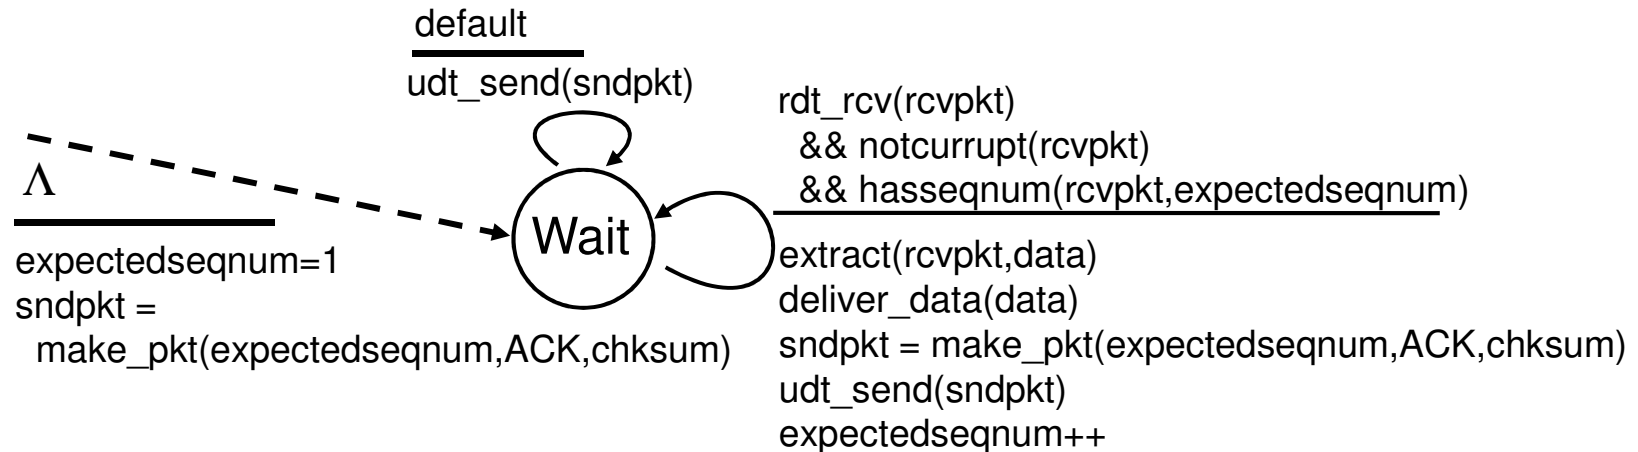 default
udt_send(sndpkt)
rdt_rcv(rcvpkt)
&& notcurrupt(rcvpkt)
&& hasseqnum(rcvpkt,expectedseqnum)
Λ
Wait
expectedseqnum=1
sndpkt =
make_pkt(expectedseqnum,ACK,chksum)
extract(rcvpkt,data)
deliver_data(data)
sndpkt = make_pkt(expectedseqnum,ACK,chksum)
udt_send(sndpkt)
expectedseqnum++